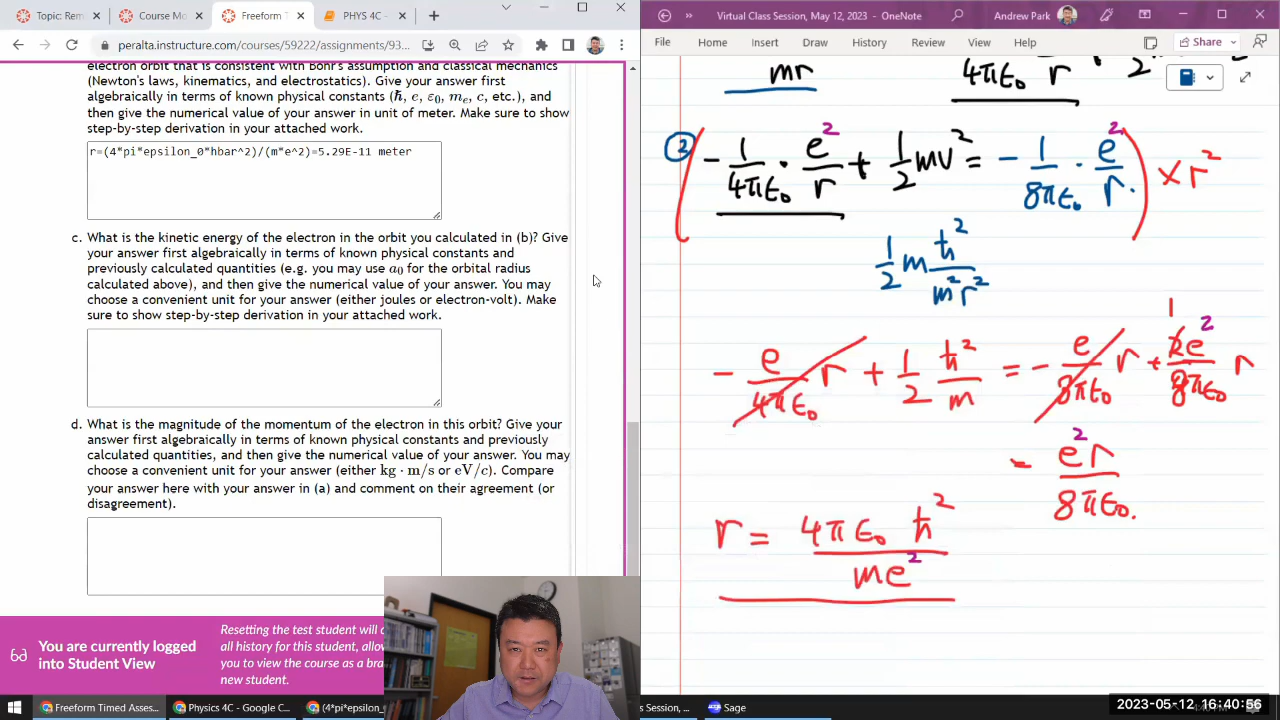 Topic: Rem
Course Mo
Freeform T
PHYS 4C -
peralta.instructure.com/courses/59222/assignments/93...
electron orbit that is consistent with Bohr's assumption and classical mechanics
(Newton's laws, kinematics, and electrostatics). Give your answer first
algebraically in terms of known physical constants (ℏ, e, ε₀, mₑ, c, etc.), and
then give the numerical value of your answer in unit of meter. Make sure to show
step-by-step derivation in your attached work.
r=(4*pi*epsilon_0*hbar^2)/(m*e^2)=5.29E-11 meter
c. What is the kinetic energy of the electron in the orbit you calculated in (b)? Give
your answer first algebraically in terms of known physical constants and
previously calculated quantities (e.g. you may use a₀ for the orbital radius
calculated above), and then give the numerical value of your answer. You may
choose a convenient unit for your answer (either joules or electron-volt). Make
sure to show step-by-step derivation in your attached work.
d. What is the magnitude of the momentum of the electron in this orbit? Give your
answer first algebraically in terms of known physical constants and previously
calculated quantities, and then give the numerical value of your answer. You may
choose a convenient unit for your answer (either kg · m/s or eV/c). Compare
your answer here with your answer in (a) and comment on their agreement (or
disagreement).
You are currently logged
into Student View
Resetting the test student will c
all history for this student, allow
you to view the course as a bra
new student.
Virtual Class Session, May 12, 2023 - OneNote
Andrew Park
File Home Insert Draw History Review View Help Share
mr
4πε₀ r
2
② (- 1/4πε₀ · e²/r + 1/2 mv² = - 1/8πε₀ · e²/r.) × r²
1/2 m ℏ²/m²r²
- e/4πε₀ r + 1/2 ℏ²/m = - e/8πε₀ r + 2e²/8πε₀ r
1
= e²r/8πε₀.
r = 4πε₀ ℏ²/me²
Freeform Timed Asses...
Physics 4C - Google C...
(4*pi*epsilon_
s Session, ...
Sage
2023-05-12 16:40:56